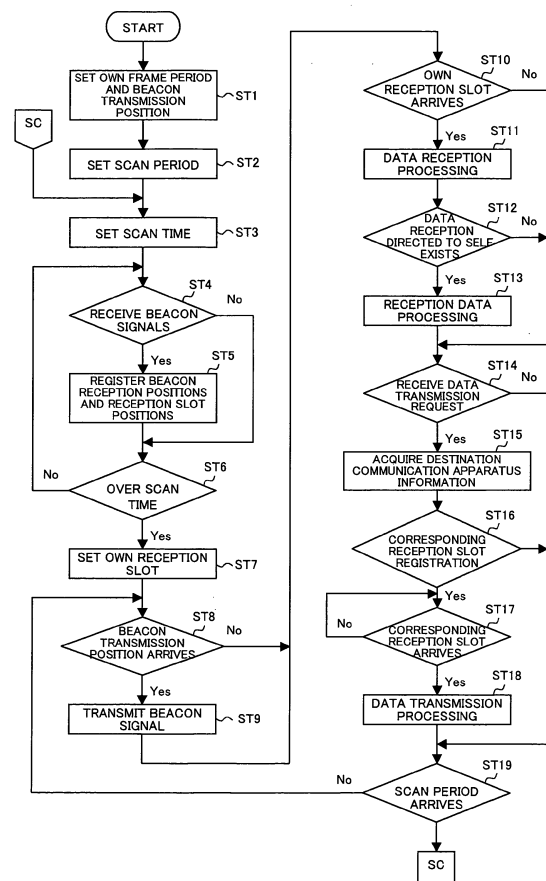 START
SET OWN FRAME PERIOD
AND BEACON
TRANSMISSION
POSITION
ST1
SC
SET SCAN PERIOD
ST2
SET SCAN TIME
ST3
ST4
RECEIVE BEACON
SIGNALS
No
Yes
ST5
REGISTER BEACON
RECEPTION POSITIONS
AND RECEPTION SLOT
POSITIONS
No
ST6
OVER SCAN
TIME
Yes
SET OWN RECEPTION
SLOT
ST7
ST8
BEACON
TRANSMISSION
POSITION ARRIVES
No
Yes
TRANSMIT BEACON
SIGNAL
ST9
ST10
OWN
RECEPTION SLOT
ARRIVES
No
Yes
ST11
DATA RECEPTION
PROCESSING
ST12
DATA
RECEPTION
DIRECTED TO SELF
EXISTS
No
Yes
ST13
RECEPTION DATA
PROCESSING
ST14
RECEIVE DATA
TRANSMISSION
REQUEST
No
Yes
ST15
ACQUIRE DESTINATION
COMMUNICATION APPARATUS
INFORMATION
ST16
CORRESPONDING
RECEPTION SLOT
REGISTRATION
Yes
ST17
No
CORRESPONDING
RECEPTION SLOT
ARRIVES
Yes
ST18
DATA TRANSMISSION
PROCESSING
ST19
No
SCAN PERIOD
ARRIVES
SC